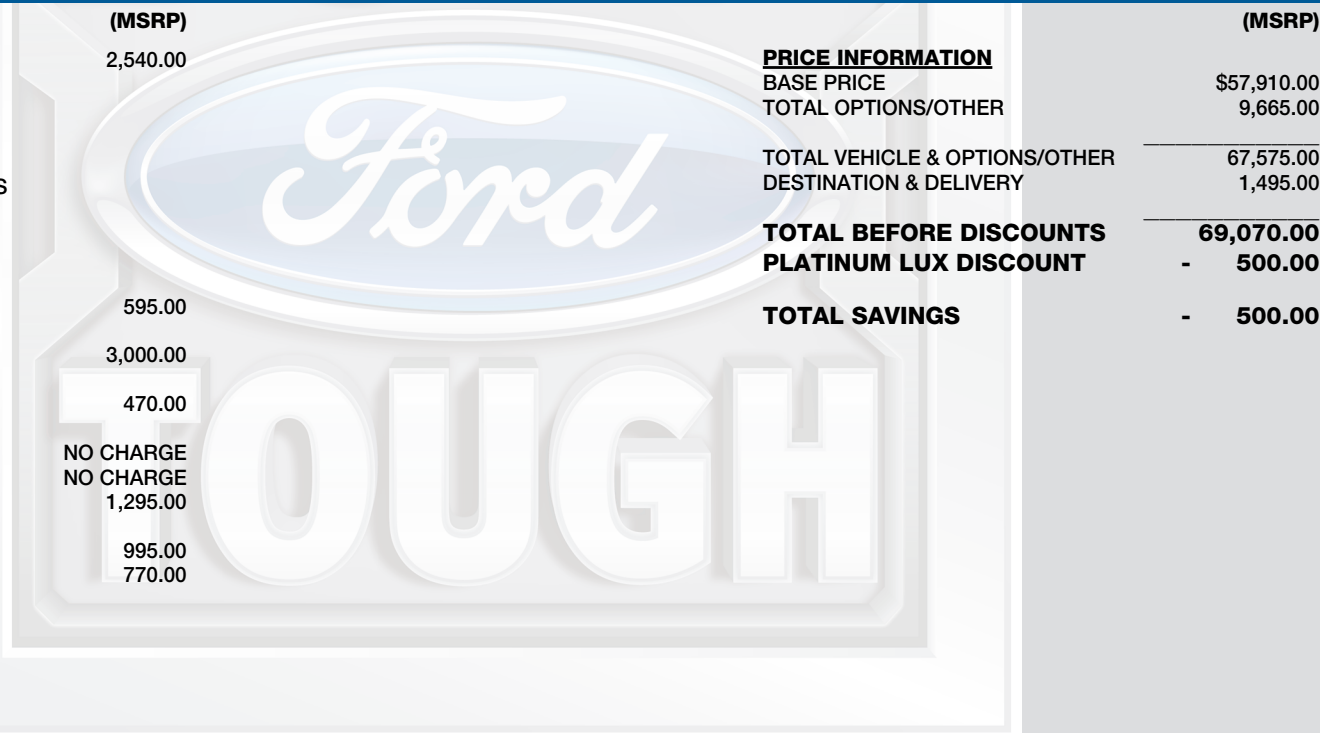 (MSRP)
2,540.00
S
595.00
3,000.00
470.00
NO CHARGE
NO CHARGE
1,295.00
995.00
770.00
Ford
TOUGH
(MSRP)
PRICE INFORMATION
BASE PRICE $57,910.00
TOTAL OPTIONS/OTHER 9,665.00
TOTAL VEHICLE & OPTIONS/OTHER 67,575.00
DESTINATION & DELIVERY 1,495.00
TOTAL BEFORE DISCOUNTS 69,070.00
PLATINUM LUX DISCOUNT - 500.00
TOTAL SAVINGS - 500.00